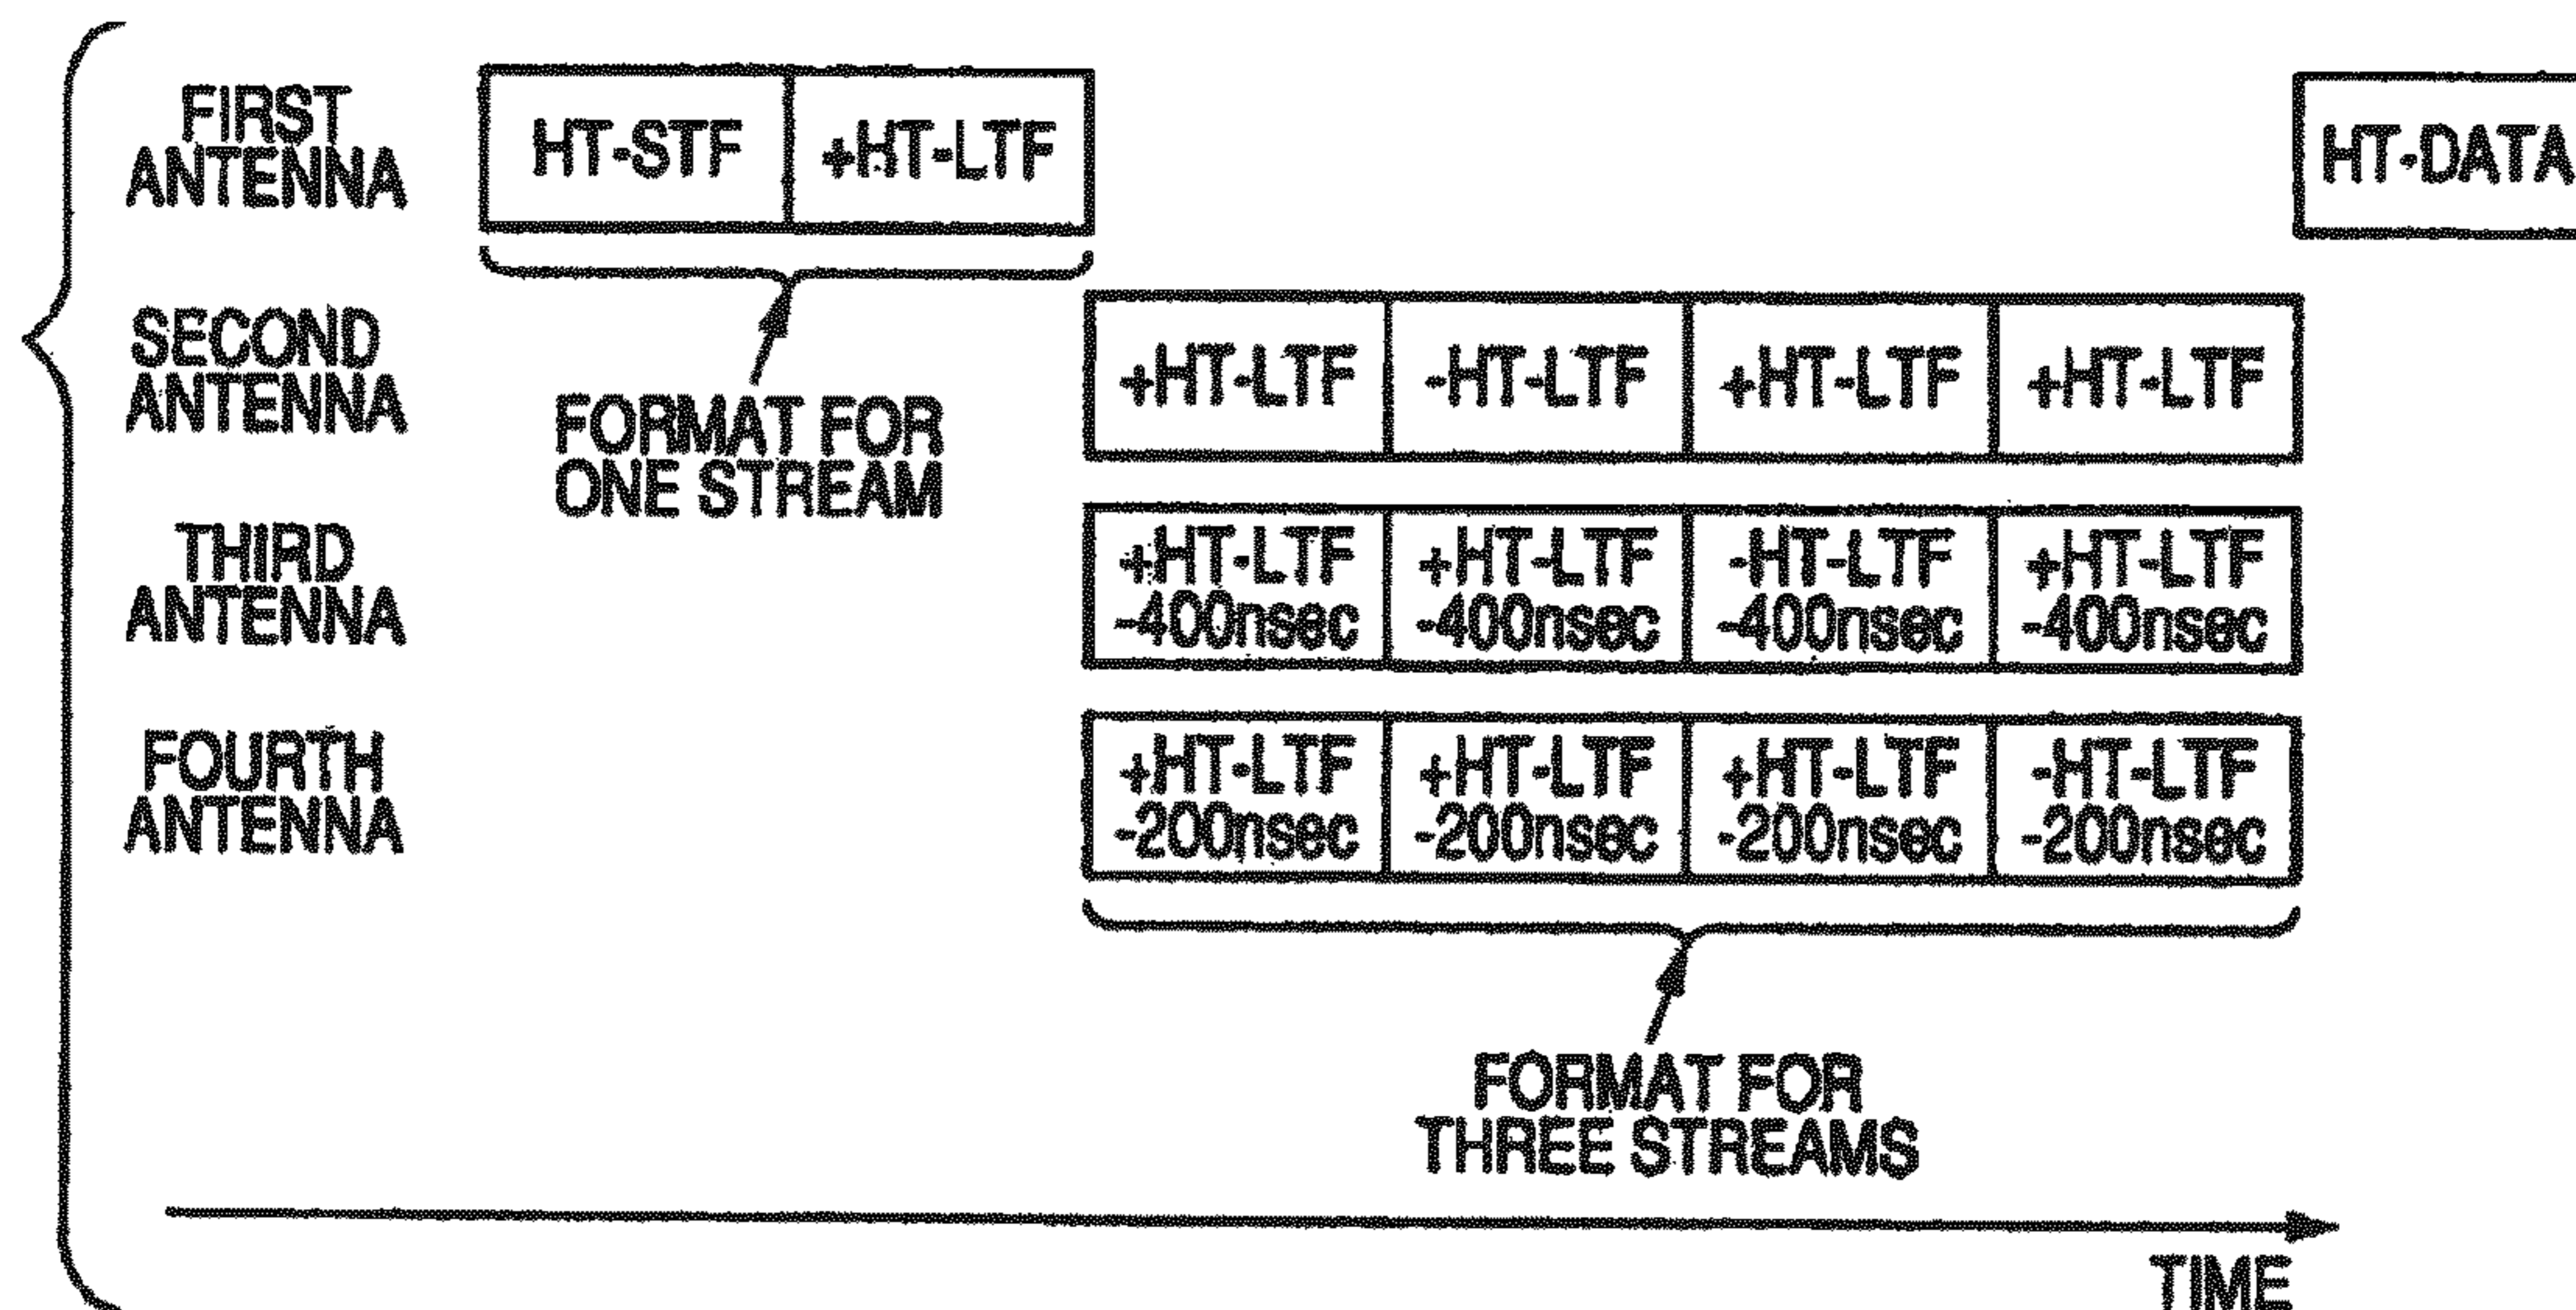 FIRST
ANTENNA
HT-STF
+HT-LTF
HT-DATA
SECOND
ANTENNA
+HT-LTF
-HT-LTF
+HT-LTF
+HT-LTF
FORMAT FOR
ONE STREAM
THIRD
ANTENNA
+HT-LTF
-400nsec
+HT-LTF
-400nsec
-HT-LTF
-400nsec
+HT-LTF
-400nsec
FOURTH
ANTENNA
+HT-LTF
-200nsec
+HT-LTF
-200nsec
+HT-LTF
-200nsec
-HT-LTF
-200nsec
FORMAT FOR
THREE STREAMS
TIME